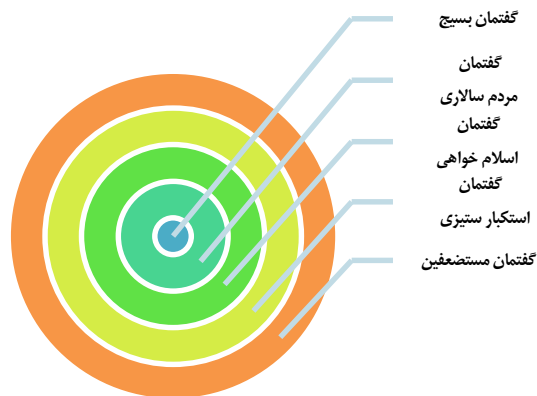 گفتمان بسیج
گفتمان
مردم سالاری
گفتمان
اسلام خواهی
گفتمان
استکبار ستیزی
گفتمان مستضعفین